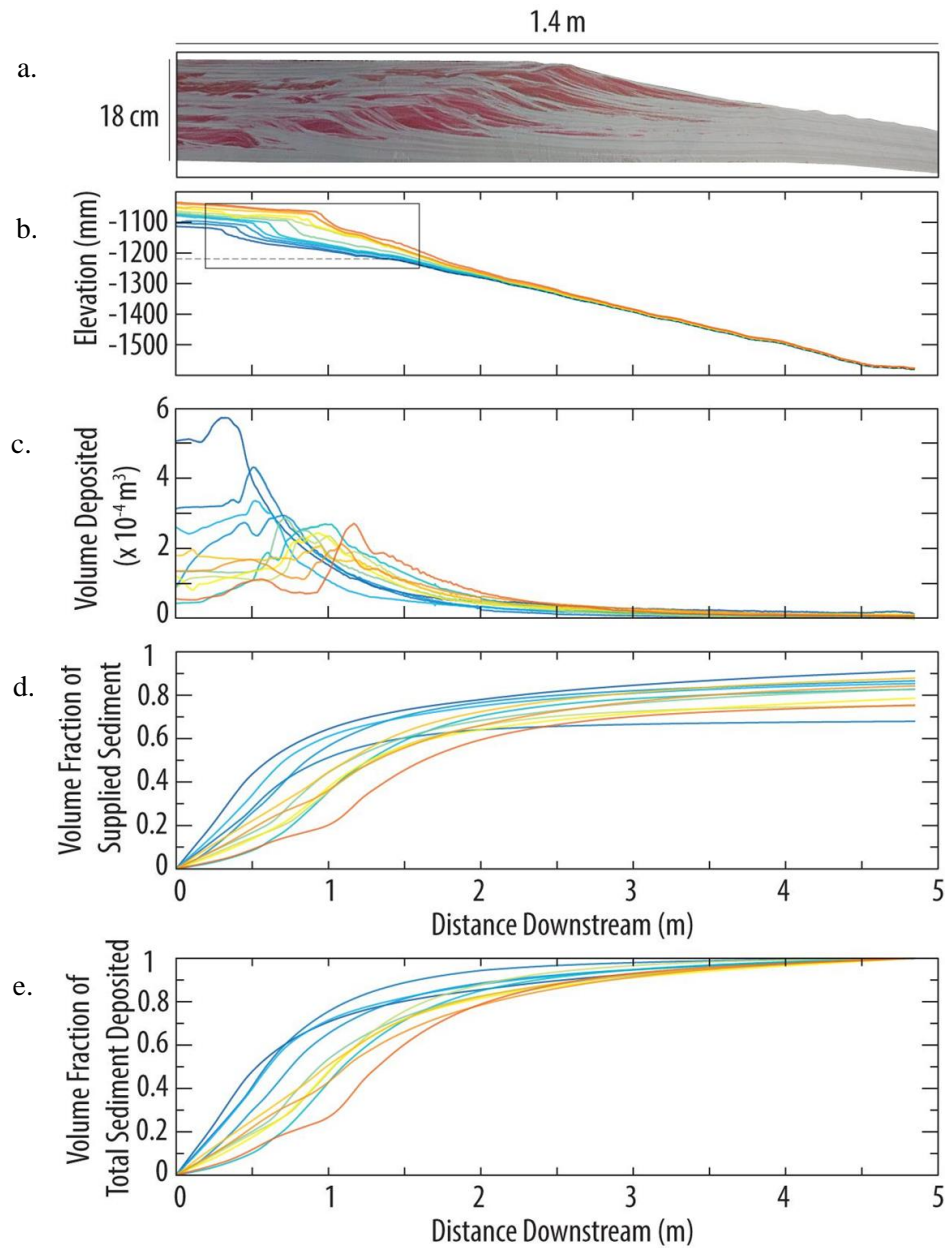 1.4 m
a.
18 cm
b.
Elevation (mm)
-1100
-1200
-1300
-1400
-1500
c.
Volume Deposited
(x 10⁻⁴ m³)
6
4
2
0
d.
Volume Fraction of
Supplied Sediment
1
0.8
0.6
0.4
0.2
0
0 1 2 3 4 5
Distance Downstream (m)
e.
Volume Fraction of
Total Sediment Deposited
1
0.8
0.6
0.4
0.2
0
0 1 2 3 4 5
Distance Downstream (m)